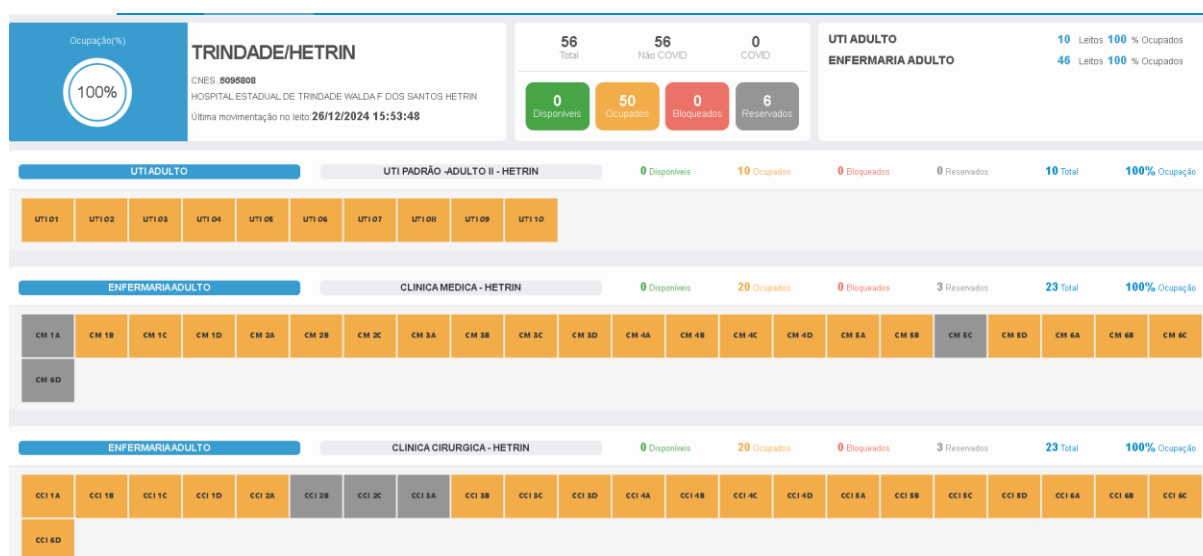 Ocupação(%)
100%
TRINDADE/HETRIN
CNES :5095808
HOSPITAL ESTADUAL DE TRINDADE WALDA F DOS SANTOS HETRIN
Última movimentação no leito:26/12/2024 15:53:48
56 56 0
Total Não COVID COVID
0 50 0 6
Disponíveis Ocupados Bloqueados Reservados
UTI ADULTO 10 Leitos 100 % Ocupados
ENFERMARIA ADULTO 46 Leitos 100 % Ocupados
UTI ADULTO UTI PADRÃO -ADULTO II - HETRIN 0 Disponíveis 10 Ocupados 0 Bloqueados 0 Reservados 10 Total 100% Ocupação
UTI 01 UTI 02 UTI 03 UTI 04 UTI 05 UTI 06 UTI 07 UTI 08 UTI 09 UTI 10
ENFERMARIA ADULTO CLINICA MEDICA - HETRIN 0 Disponíveis 20 Ocupados 0 Bloqueados 3 Reservados 23 Total 100% Ocupação
CM 1A CM 1B CM 1C CM 1D CM 2A CM 2B CM 2C CM 3A CM 3B CM 3C CM 3D CM 4A CM 4B CM 4C CM 4D CM 5A CM 5B CM 5C CM 5D CM 6A CM 6B CM 6C
CM 6D
ENFERMARIA ADULTO CLINICA CIRURGICA - HETRIN 0 Disponíveis 20 Ocupados 0 Bloqueados 3 Reservados 23 Total 100% Ocupação
CCI 1A CCI 1B CCI 1C CCI 1D CCI 2A CCI 2B CCI 2C CCI 3A CCI 3B CCI 3C CCI 3D CCI 4A CCI 4B CCI 4C CCI 4D CCI 5A CCI 5B CCI 5C CCI 5D CCI 6A CCI 6B CCI 6C
CCI 6D